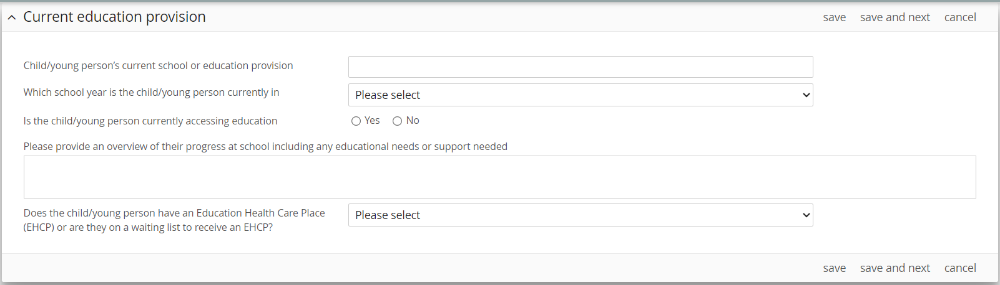 Current education provision
save save and next cancel
Child/young person's current school or education provision
Which school year is the child/young person currently in
Please select
Is the child/young person currently accessing education
Yes No
Please provide an overview of their progress at school including any educational needs or support needed
Does the child/young person have an Education Health Care Place
(EHCP) or are they on a waiting list to receive an EHCP?
Please select
save save and next cancel